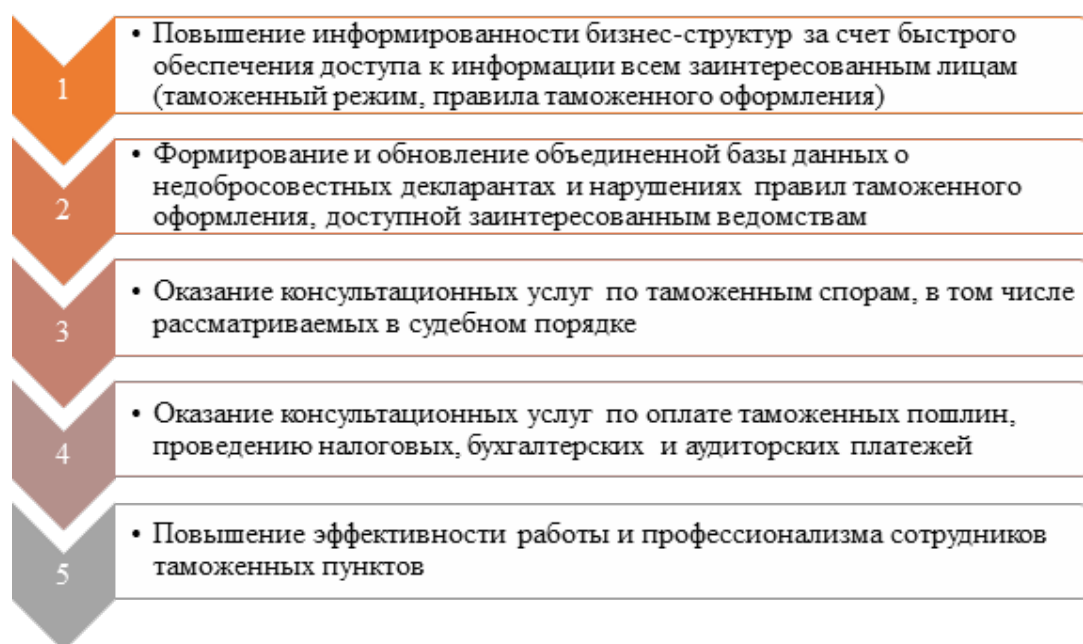 1
• Повышение информированности бизнес-структур за счет быстрого
обеспечения доступа к информации всем заинтересованным лицам
(таможенный режим, правила таможенного оформления)
2
• Формирование и обновление объединенной базы данных о
недобросовестных декларантах и нарушениях правил таможенного
оформления, доступной заинтересованным ведомствам
3
• Оказание консультационных услуг по таможенным спорам, в том числе
рассматриваемых в судебном порядке
4
• Оказание консультационных услуг по оплате таможенных пошлин,
проведению налоговых, бухгалтерских и аудиторских платежей
5
• Повышение эффективности работы и профессионализма сотрудников
таможенных пунктов